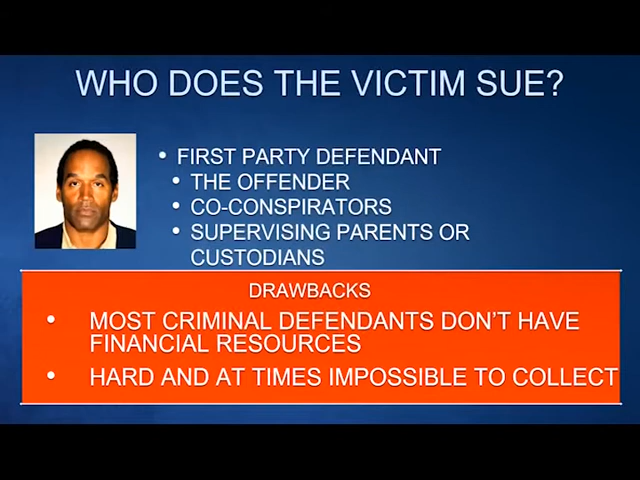 WHO DOES THE VICTIM SUE?
• FIRST PARTY DEFENDANT
• THE OFFENDER
• CO-CONSPIRATORS
• SUPERVISING PARENTS OR
CUSTODIANS
DRAWBACKS
• MOST CRIMINAL DEFENDANTS DON'T HAVE
FINANCIAL RESOURCES
• HARD AND AT TIMES IMPOSSIBLE TO COLLECT